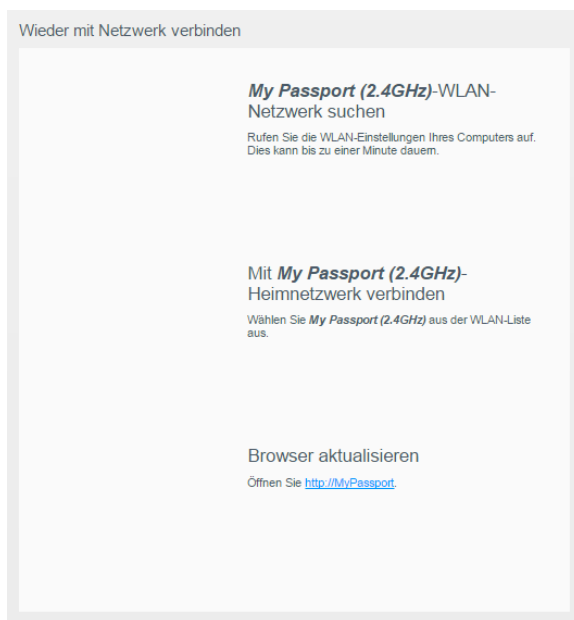 Wieder mit Netzwerk verbinden
My Passport (2.4GHz)-WLAN-
Netzwerk suchen
Rufen Sie die WLAN-Einstellungen Ihres Computers auf.
Dies kann bis zu einer Minute dauern.
Mit My Passport (2.4GHz)-
Heimnetzwerk verbinden
Wählen Sie My Passport (2.4GHz) aus der WLAN-Liste
aus.
Browser aktualisieren
Öffnen Sie http://MyPassport.